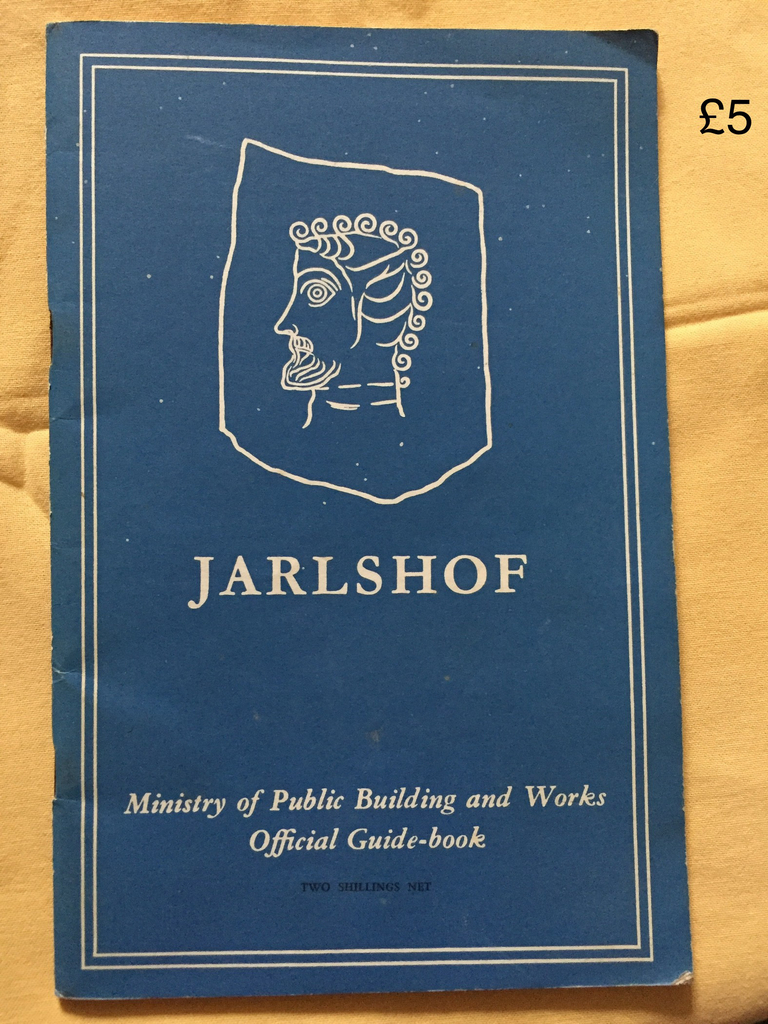 £5
JARLSHOF
Ministry of Public Building and Works
Official Guide-book
TWO SHILLINGS NET